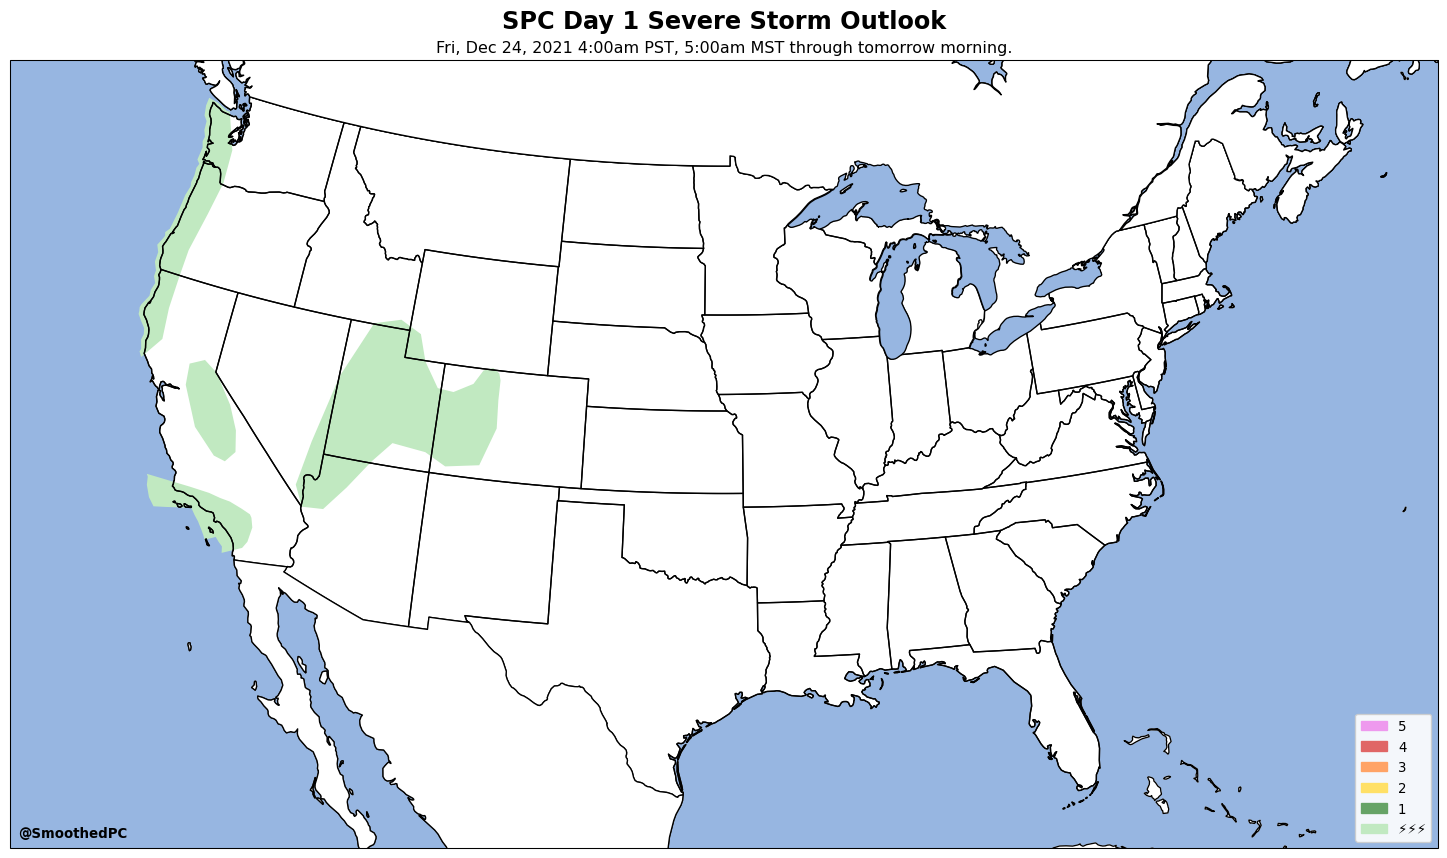 SPC Day 1 Severe Storm Outlook
Fri, Dec 24, 2021 4:00am PST, 5:00am MST through tomorrow morning.
5
4
3
2
1
⚡⚡⚡
@SmoothedPC